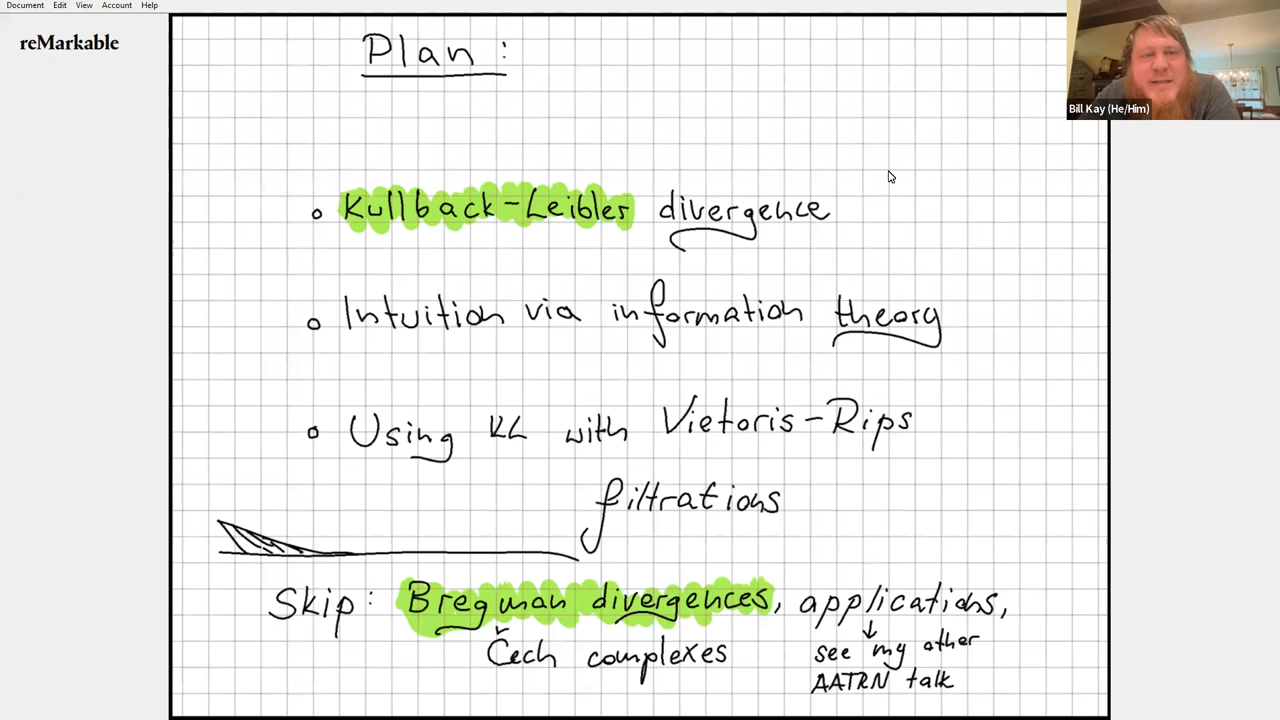 Document Edit View Account Help
reMarkable
Plan:
Bill Kay (He/Him)
Kullback-Leibler divergence
Intuition via information theory
Using KL with Vietoris-Rips
filtrations
Skip: Bregman divergences, applications,
Čech complexes
see my other
AATRN talk